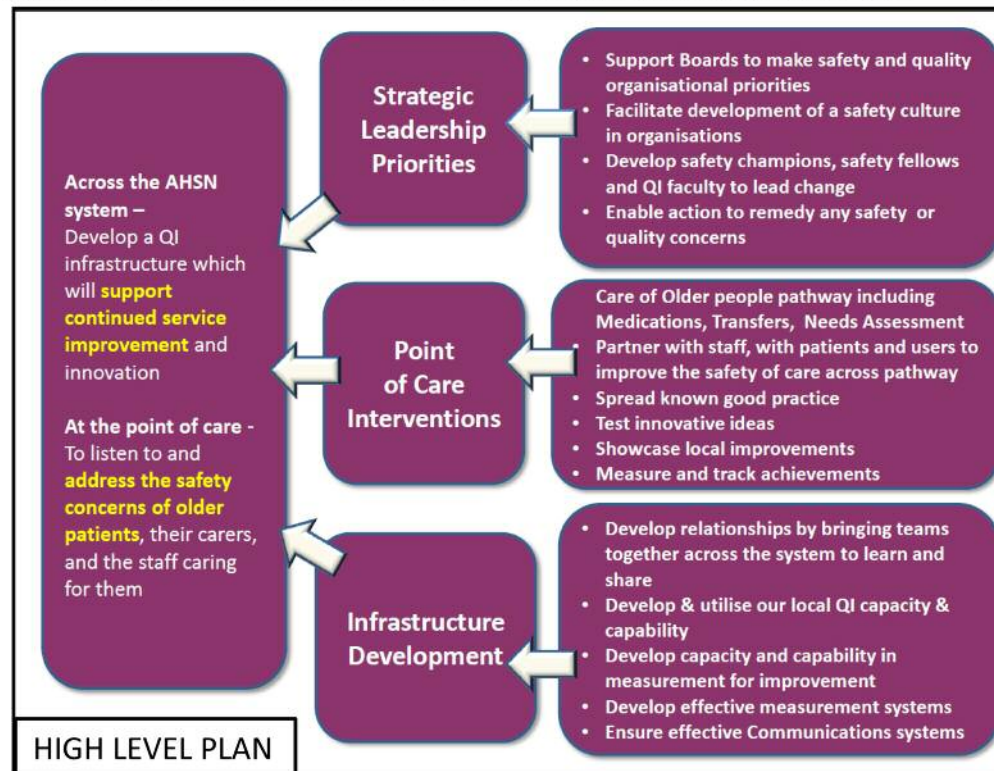 Across the AHSN
system –
Develop a QI
infrastructure which
will support
continued service
improvement and
innovation
At the point of care -
To listen to and
address the safety
concerns of older
patients, their carers,
and the staff caring
for them
Strategic
Leadership
Priorities
• Support Boards to make safety and quality
organisational priorities
• Facilitate development of a safety culture
in organisations
• Develop safety champions, safety fellows
and QI faculty to lead change
• Enable action to remedy any safety or
quality concerns
Point
of Care
Interventions
Care of Older people pathway including
Medications, Transfers, Needs Assessment
• Partner with staff, with patients and users to
improve the safety of care across pathway
• Spread known good practice
• Test innovative ideas
• Showcase local improvements
• Measure and track achievements
Infrastructure
Development
• Develop relationships by bringing teams
together across the system to learn and
share
• Develop & utilise our local QI capacity &
capability
• Develop capacity and capability in
measurement for improvement
• Develop effective measurement systems
• Ensure effective Communications systems
HIGH LEVEL PLAN